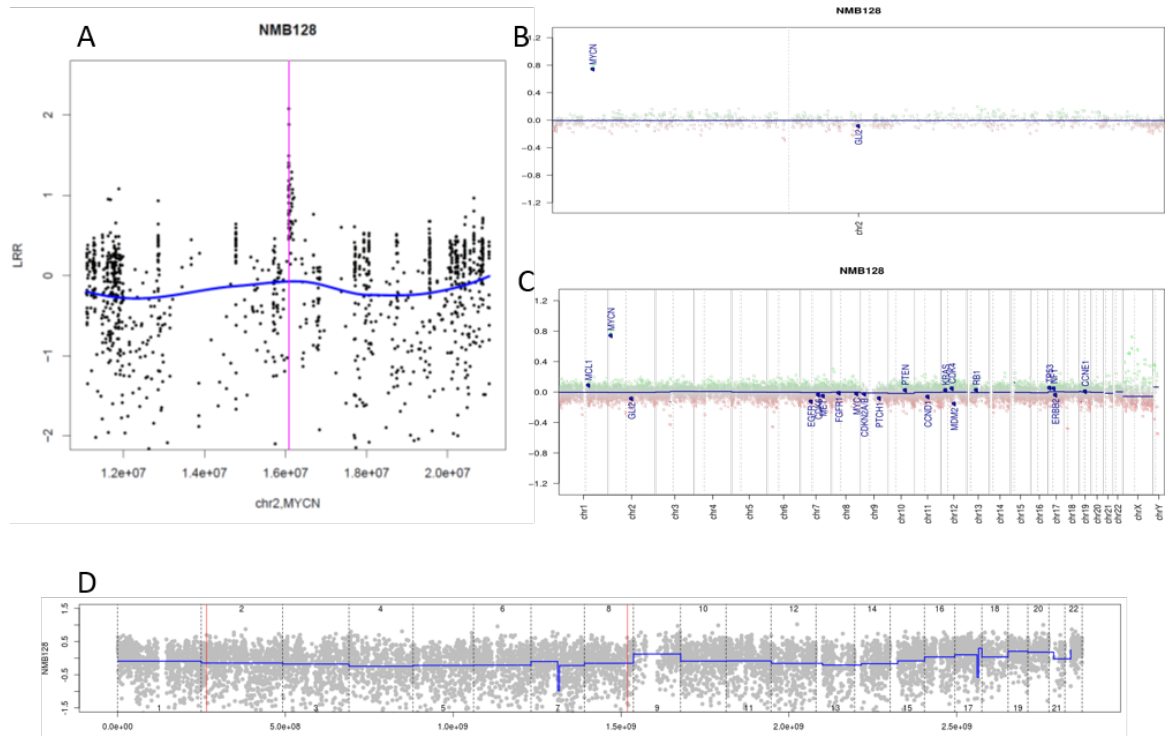 A
NMB128
LRR
2
1
0
-1
-2
1.2e+07 1.4e+07 1.6e+07 1.8e+07 2.0e+07
chr2,MYCN
B
NMB128
1.2
0.8
0.4
0.0
-0.4
-0.8
-1.2
MYCN
GLI2
chr2
C
NMB128
1.2
0.8
0.4
0.0
-0.4
-0.8
-1.2
MCL1
MYCN
GLI2
EGFR
CDK6
MET
FGFR1
MYC
CDKN2A/B
PTCH1
PTEN
CCND1
KRAS
CDK4
MDM2
RB1
TP53
NF1
ERBB2
CCNE1
chr1 chr2 chr3 chr4 chr5 chr6 chr7 chr8 chr9 chr10 chr11 chr12 chr13 chr14 chr15 chr16 chr17 chr18 chr19 chr20 chr21 chr22 chrX chrY
D
NMB128
1.5
0.5
-0.5
-1.5
2 4 6 8 10 12 14 16 18 20 22
1 3 5 7 9 11 13 15 17 19 21
0.0e+00 5.0e+08 1.0e+09 1.5e+09 2.0e+09 2.5e+09